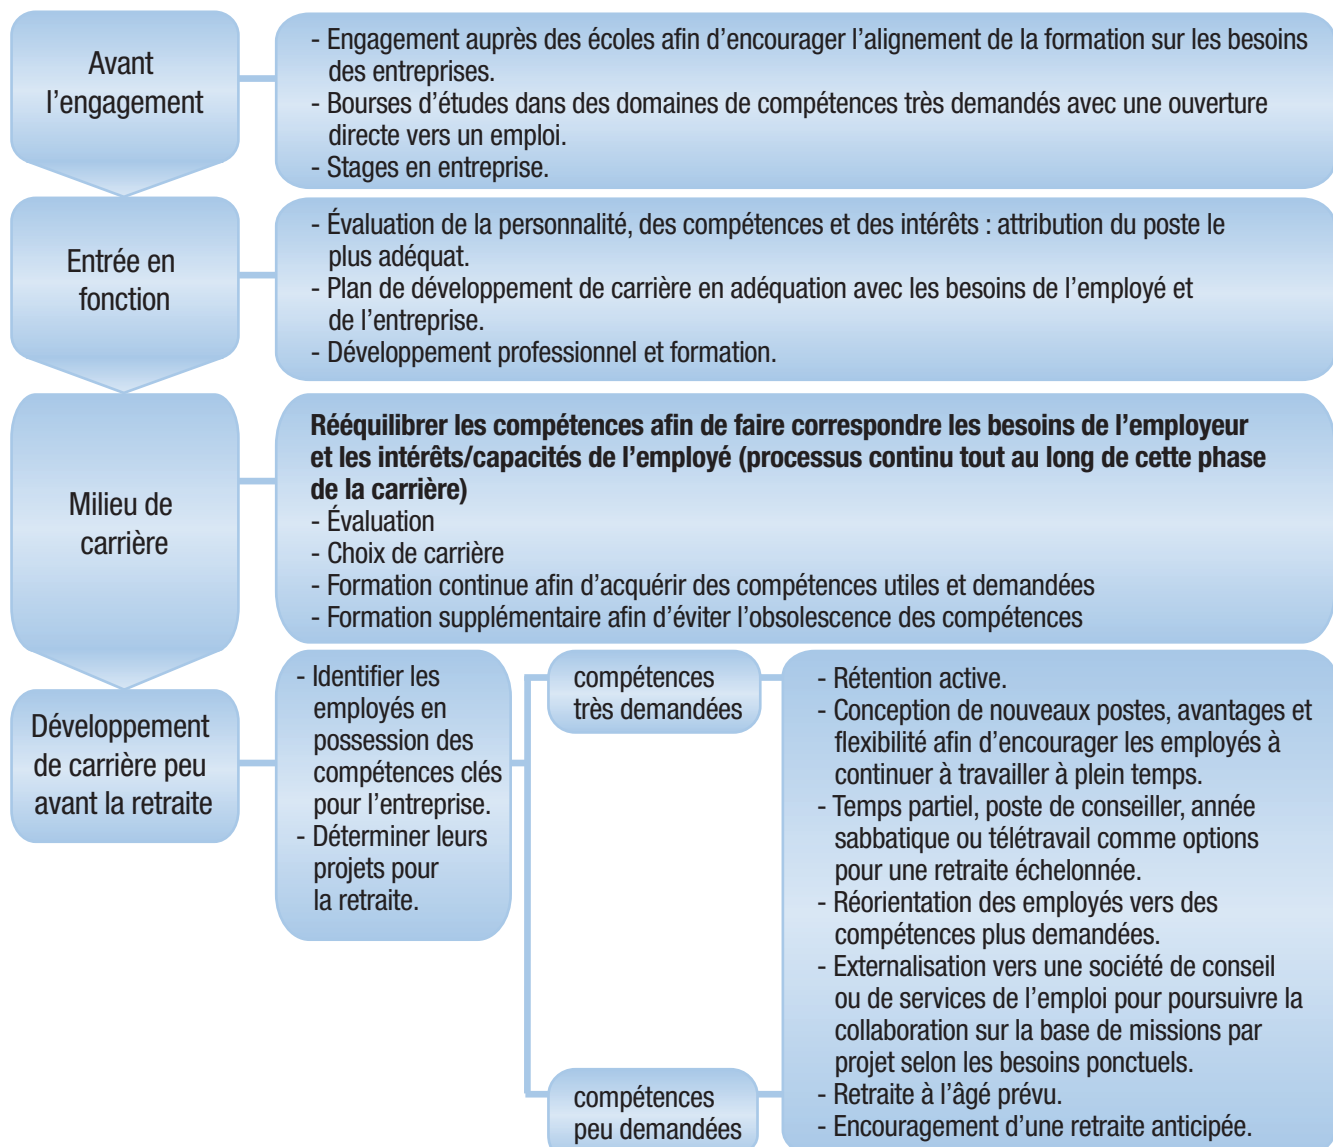 Avant
l’engagement
- Engagement auprès des écoles afin d’encourager l’alignement de la formation sur les besoins
des entreprises.
- Bourses d’études dans des domaines de compétences très demandés avec une ouverture
directe vers un emploi.
- Stages en entreprise.
Entrée en
fonction
- Évaluation de la personnalité, des compétences et des intérêts : attribution du poste le
plus adéquat.
- Plan de développement de carrière en adéquation avec les besoins de l’employé et
de l’entreprise.
- Développement professionnel et formation.
Milieu de
carrière
Rééquilibrer les compétences afin de faire correspondre les besoins de l’employeur
et les intérêts/capacités de l’employé (processus continu tout au long de cette phase
de la carrière)
- Évaluation
- Choix de carrière
- Formation continue afin d’acquérir des compétences utiles et demandées
- Formation supplémentaire afin d’éviter l’obsolescence des compétences
Développement
de carrière peu
avant la retraite
- Identifier les
employés en
possession des
compétences clés
pour l’entreprise.
- Déterminer leurs
projets pour
la retraite.
compétences
très demandées
compétences
peu demandées
- Rétention active.
- Conception de nouveaux postes, avantages et
flexibilité afin d’encourager les employés à
continuer à travailler à plein temps.
- Temps partiel, poste de conseiller, année
sabbatique ou télétravail comme options
pour une retraite échelonnée.
- Réorientation des employés vers des
compétences plus demandées.
- Externalisation vers une société de conseil
ou de services de l’emploi pour poursuivre la
collaboration sur la base de missions par
projet selon les besoins ponctuels.
- Retraite à l’âgé prévu.
- Encouragement d’une retraite anticipée.